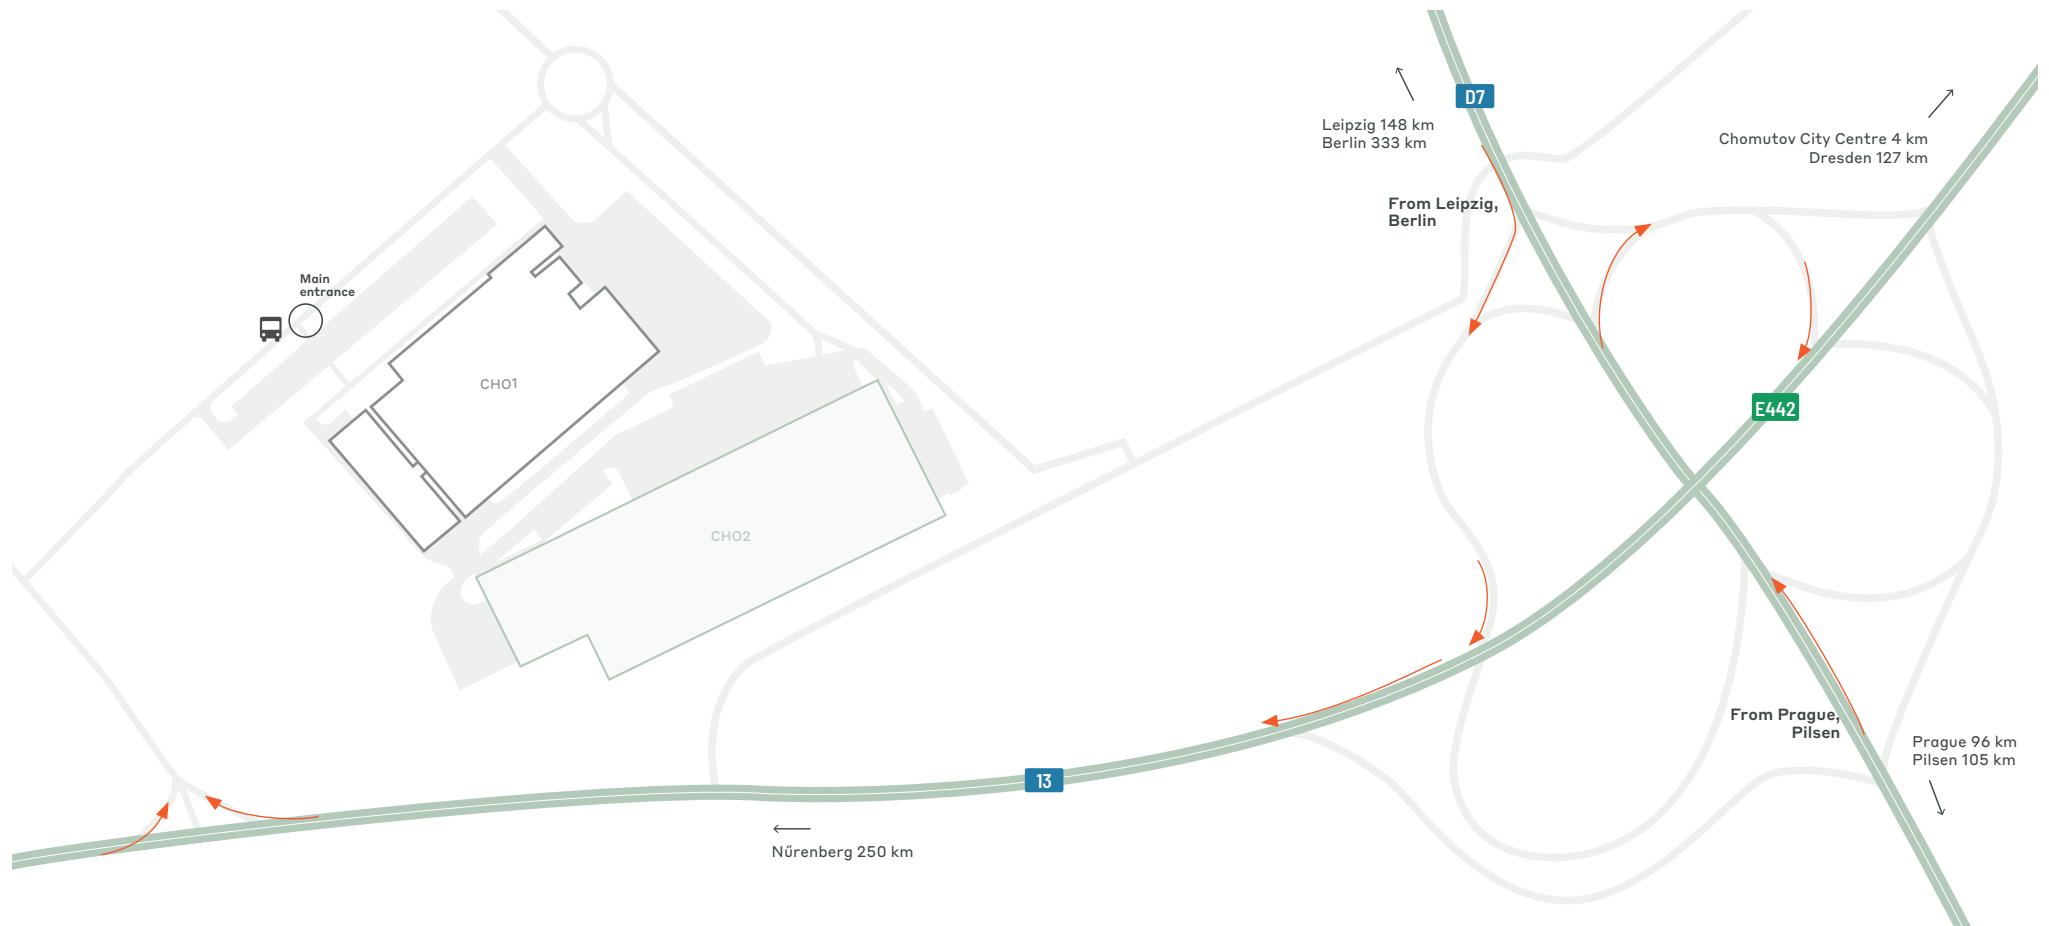 D7
Leipzig 148 km
Berlin 333 km
Chomutov City Centre 4 km
Dresden 127 km
From Leipzig,
Berlin
Main
entrance
CHO1
E442
CHO2
From Prague,
Pilsen
Prague 96 km
Pilsen 105 km
13
Nűrenberg 250 km